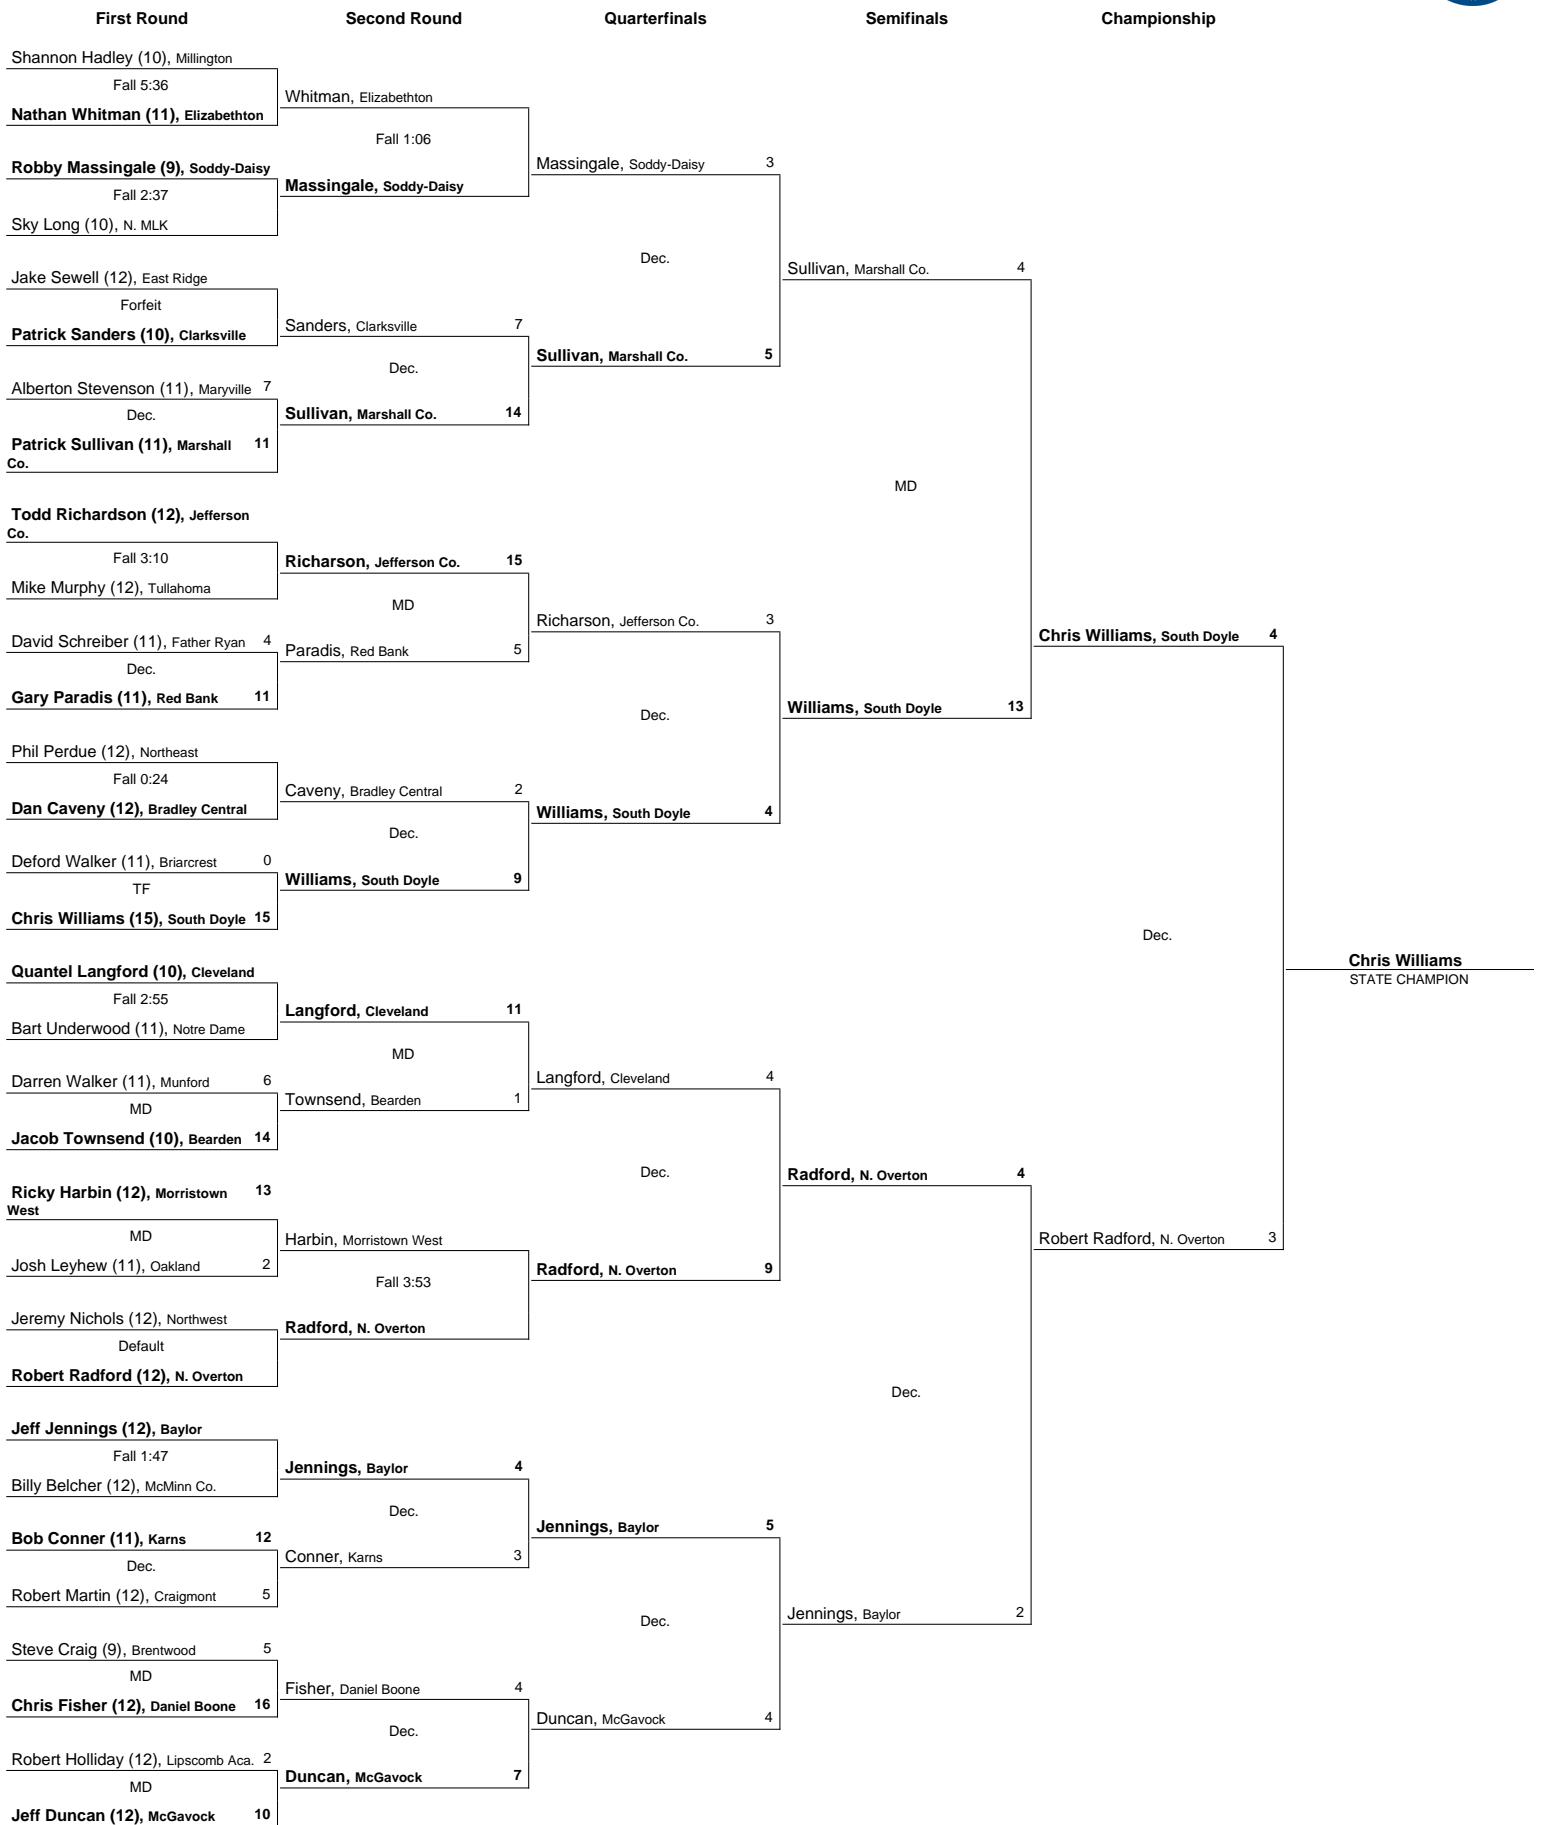 First Round
Second Round
Quarterfinals
Semifinals
Championship
Shannon Hadley (10), Millington
Fall 5:36
Nathan Whitman (11), Elizabethton
Robby Massingale (9), Soddy-Daisy
Fall 2:37
Sky Long (10), N. MLK
Jake Sewell (12), East Ridge
Forfeit
Patrick Sanders (10), Clarksville
Alberton Stevenson (11), Maryville 7
Dec.
Patrick Sullivan (11), Marshall 11
Co.
Todd Richardson (12), Jefferson
Co.
Fall 3:10
Mike Murphy (12), Tullahoma
David Schreiber (11), Father Ryan 4
Dec.
Gary Paradis (11), Red Bank 11
Phil Perdue (12), Northeast
Fall 0:24
Dan Caveny (12), Bradley Central
Deford Walker (11), Briarcrest 0
TF
Chris Williams (15), South Doyle 15
Quantel Langford (10), Cleveland
Fall 2:55
Bart Underwood (11), Notre Dame
Darren Walker (11), Munford 6
MD
Jacob Townsend (10), Bearden 14
Ricky Harbin (12), Morristown 13
West
MD
Josh Leyhew (11), Oakland 2
Jeremy Nichols (12), Northwest
Default
Robert Radford (12), N. Overton
Jeff Jennings (12), Baylor
Fall 1:47
Billy Belcher (12), McMinn Co.
Bob Conner (11), Karns 12
Dec.
Robert Martin (12), Craigmont 5
Steve Craig (9), Brentwood 5
MD
Chris Fisher (12), Daniel Boone 16
Robert Holliday (12), Lipscomb Aca. 2
MD
Jeff Duncan (12), McGavock 10
Whitman, Elizabethton
Fall 1:06
Massingale, Soddy-Daisy
Sanders, Clarksville 7
Dec.
Sullivan, Marshall Co. 14
Richarson, Jefferson Co. 15
MD
Paradis, Red Bank 5
Caveny, Bradley Central 2
Dec.
Williams, South Doyle 9
Langford, Cleveland 11
MD
Townsend, Bearden 1
Harbin, Morristown West
Fall 3:53
Radford, N. Overton
Jennings, Baylor 4
Dec.
Conner, Karns 3
Fisher, Daniel Boone 4
Dec.
Duncan, McGavock 7
Massingale, Soddy-Daisy 3
Dec.
Sullivan, Marshall Co. 5
Richarson, Jefferson Co. 3
Dec.
Williams, South Doyle 4
Langford, Cleveland 4
Dec.
Radford, N. Overton 9
Jennings, Baylor 5
Dec.
Duncan, McGavock 4
Sullivan, Marshall Co. 4
MD
Williams, South Doyle 13
Radford, N. Overton 4
Dec.
Jennings, Baylor 2
Chris Williams, South Doyle 4
Dec.
Robert Radford, N. Overton 3
Chris Williams
STATE CHAMPION